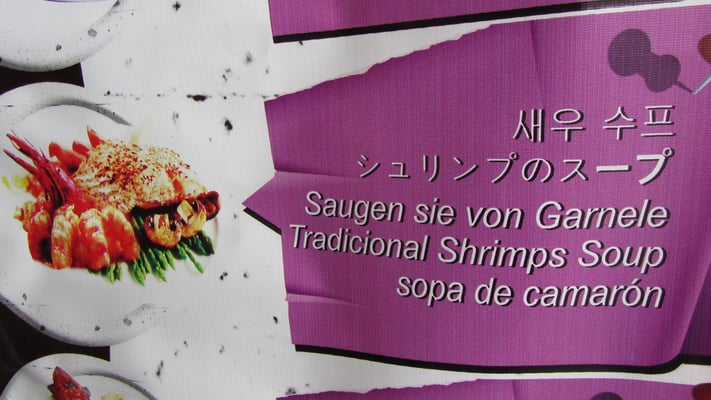 새우 수프
シュリンプのスープ
Saugen sie von Garnele
Tradicional Shrimps Soup
sopa de camarón